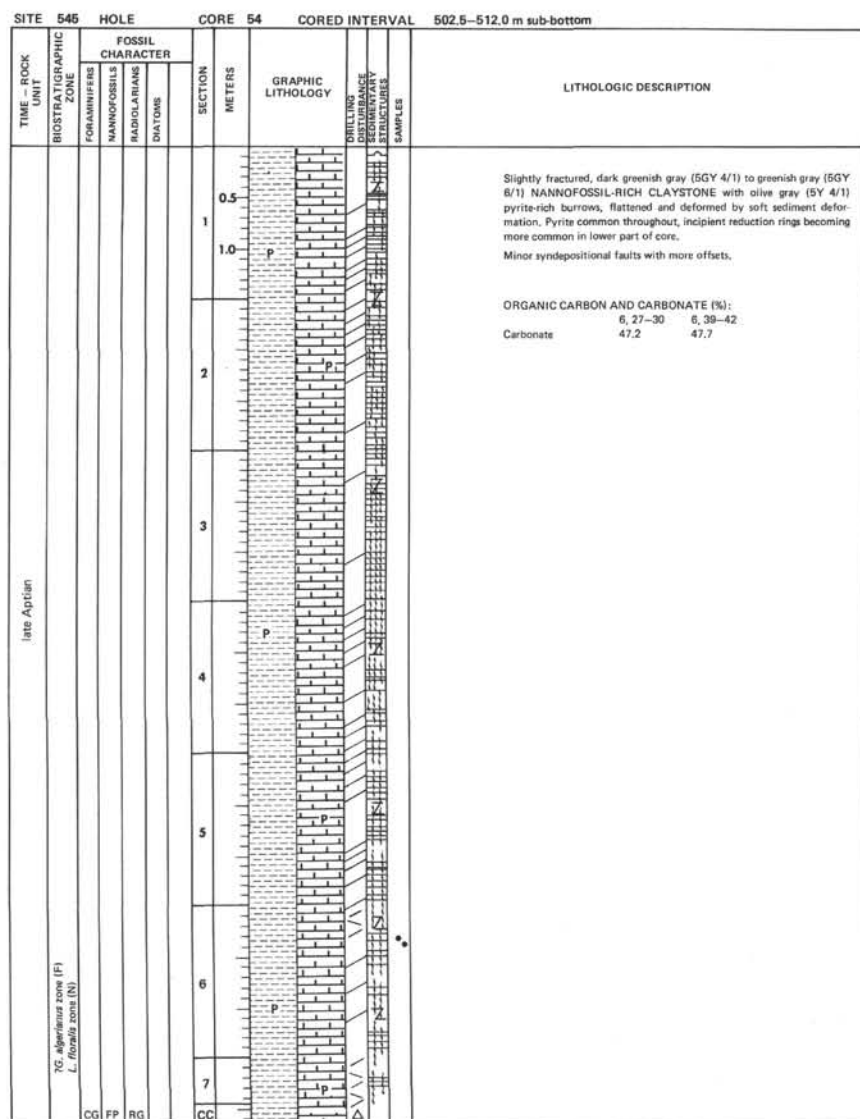 SITE 545 HOLE CORE 54 CORED INTERVAL 502.5–512.0 m sub-bottom
TIME – ROCK UNIT
BIOSTRATIGRAPHIC ZONE
FOSSIL CHARACTER
FORAMINIFERS
NANNOFOSSILS
RADIOLARIANS
DIATOMS
SECTION
METERS
GRAPHIC LITHOLOGY
DRILLING DISTURBANCE
SEDIMENTARY STRUCTURES
SAMPLES
LITHOLOGIC DESCRIPTION
Slightly fractured, dark greenish gray (5GY 4/1) to greenish gray (5GY
6/1) NANNOFOSSIL-RICH CLAYSTONE with olive gray (5Y 4/1)
pyrite-rich burrows, flattened and deformed by soft sediment defor-
mation. Pyrite common throughout, incipient reduction rings becoming
more common in lower part of core.
Minor syndepositional faults with more offsets.
ORGANIC CARBON AND CARBONATE (%):
6, 27–30 6, 39–42
Carbonate 47.2 47.7
0.5
1
1.0
P
2
P
3
late Aptian
P
4
5
P
6
P
?G. algerianus zone (F)
L. floralis zone (N)
7
P
CG FP RG CC